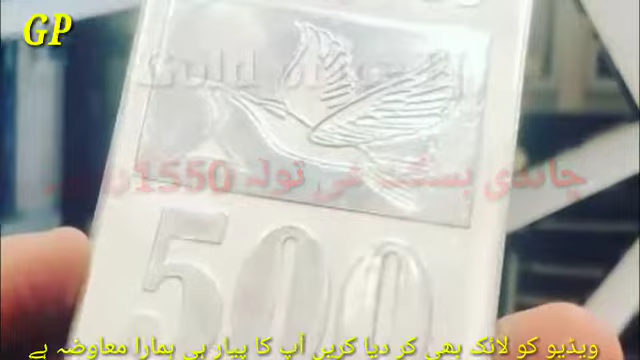 GP
Gold
چاندی بسکٹ فی تولہ 1550
500
ویڈیو کو لائک بھی کر دیا کریں آپ کا پیار ہی ہمارا معاوضہ ہے